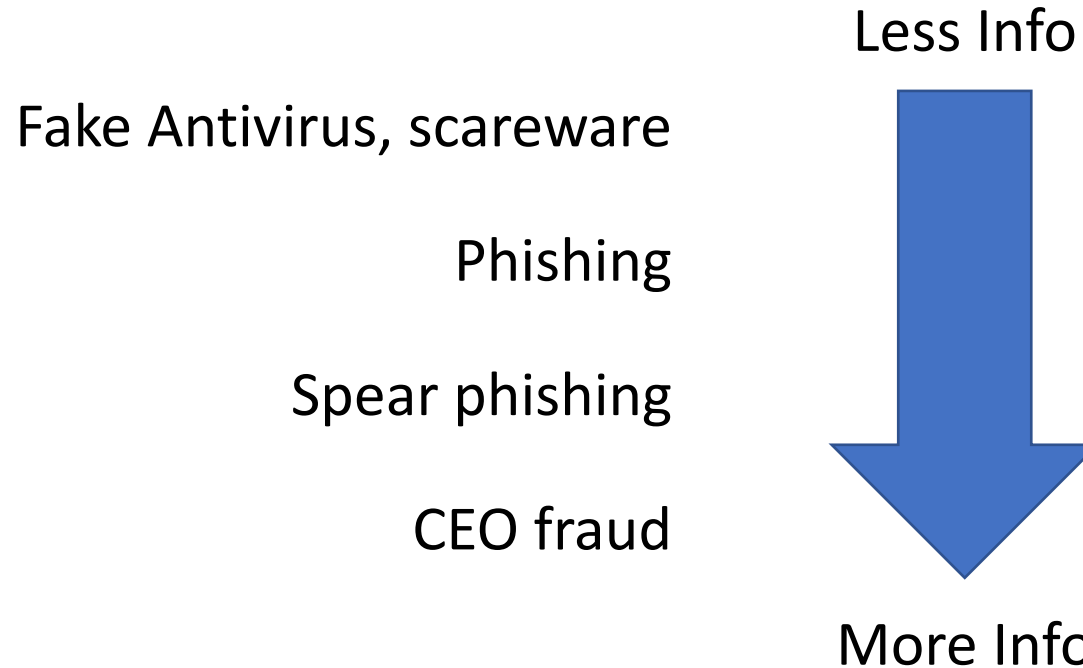 Less Info
Fake Antivirus, scareware
Phishing
Spear phishing
CEO fraud
More Info